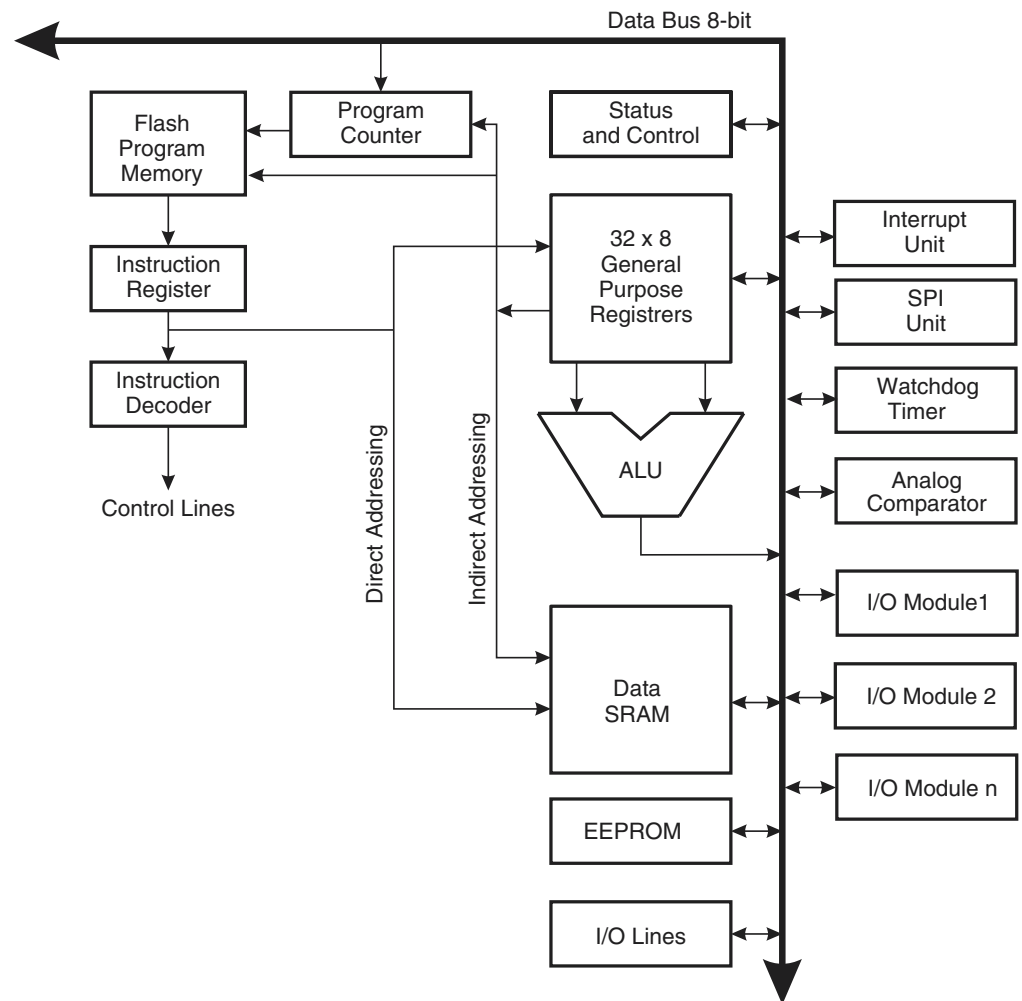 Data Bus 8-bit
Flash
Program
Memory
Program
Counter
Status
and Control
32 x 8
General
Purpose
Registrers
Interrupt
Unit
Instruction
Register
SPI
Unit
Instruction
Decoder
Watchdog
Timer
ALU
Control Lines
Direct Addressing
Indirect Addressing
Analog
Comparator
I/O Module1
Data
SRAM
I/O Module 2
I/O Module n
EEPROM
I/O Lines